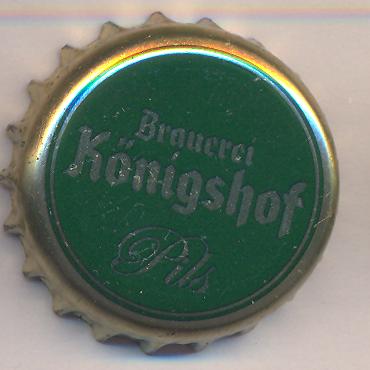 Brauerei
Königshof
Pils